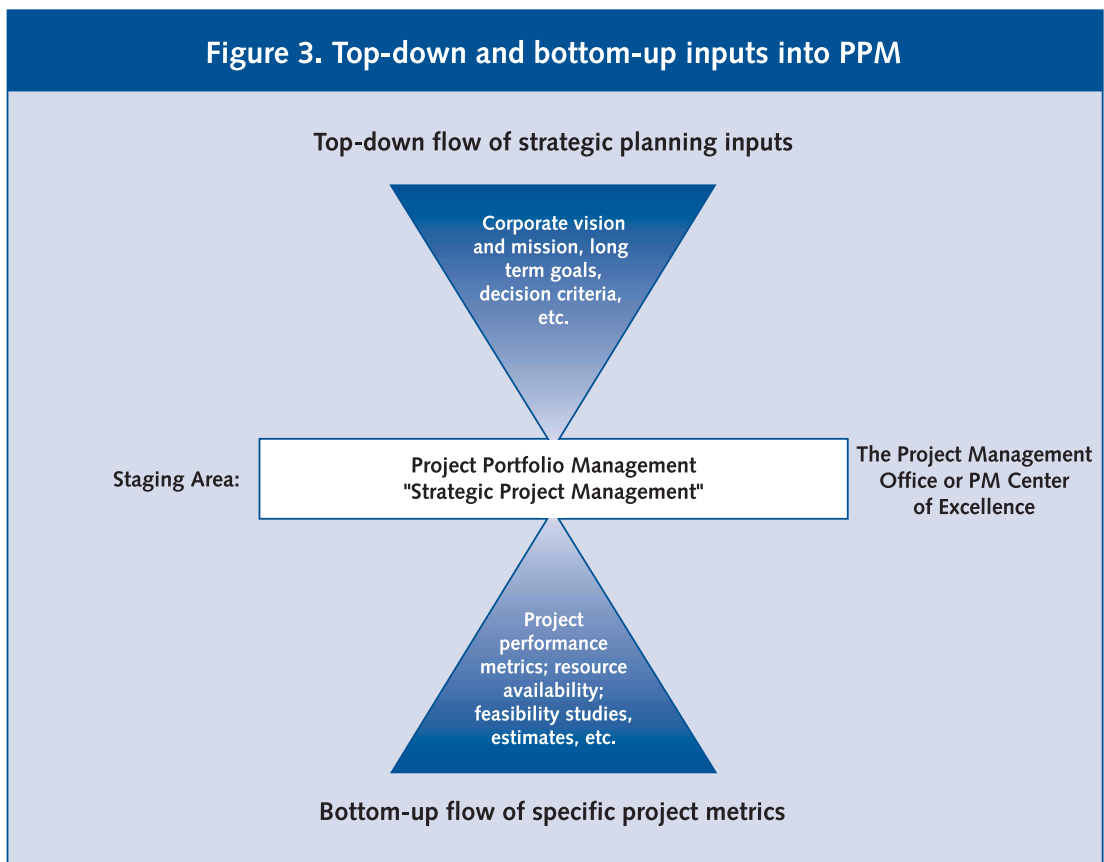 Figure 3. Top-down and bottom-up inputs into PPM
Top-down flow of strategic planning inputs
Corporate vision
and mission, long
term goals,
decision criteria,
etc.
Staging Area:
Project Portfolio Management
"Strategic Project Management"
The Project Management
Office or PM Center
of Excellence
Project
performance
metrics; resource
availability;
feasibility studies,
estimates, etc.
Bottom-up flow of specific project metrics